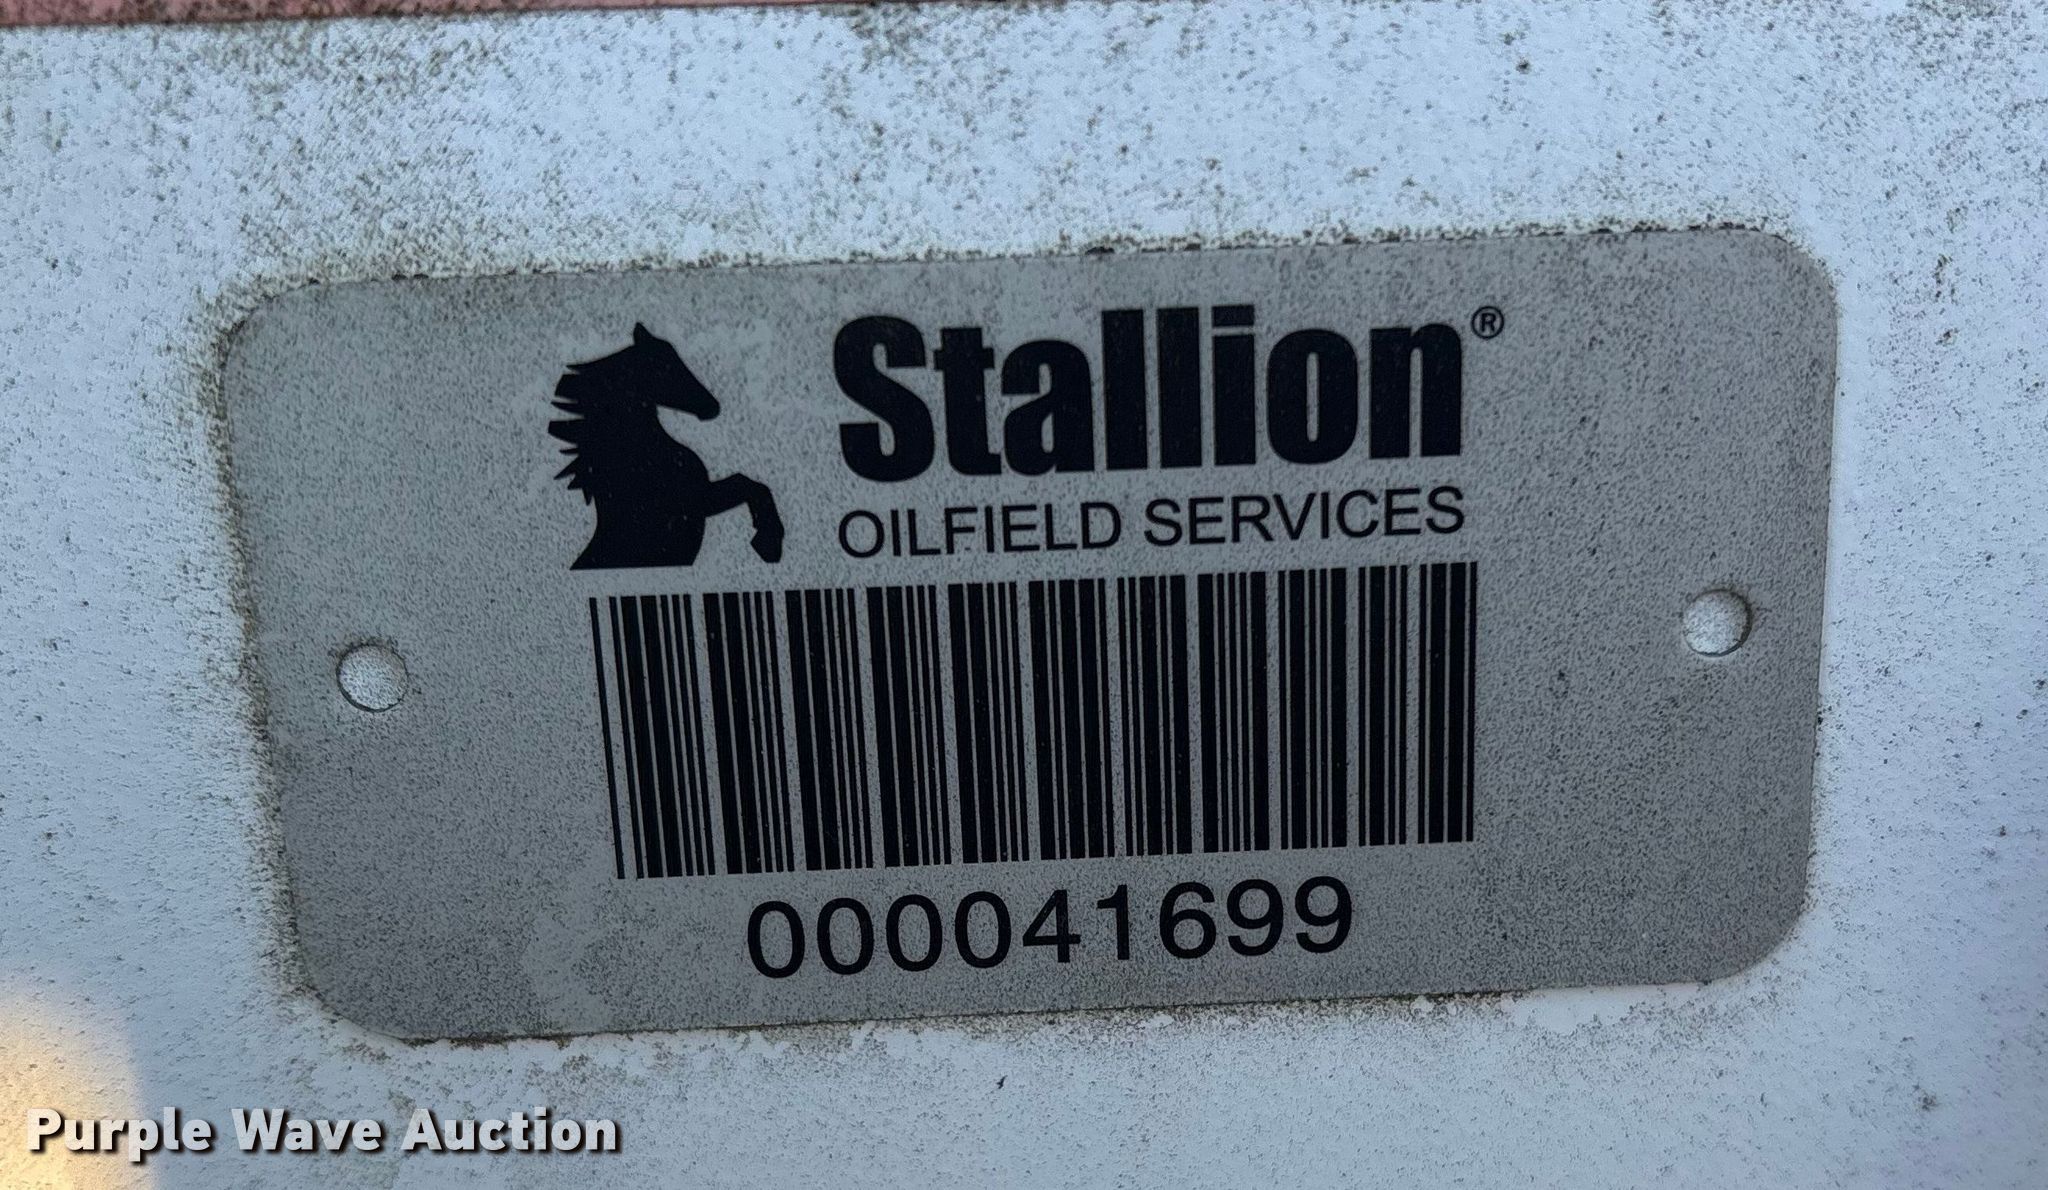 Stallion®
OILFIELD SERVICES
000041699
Purple Wave Auction